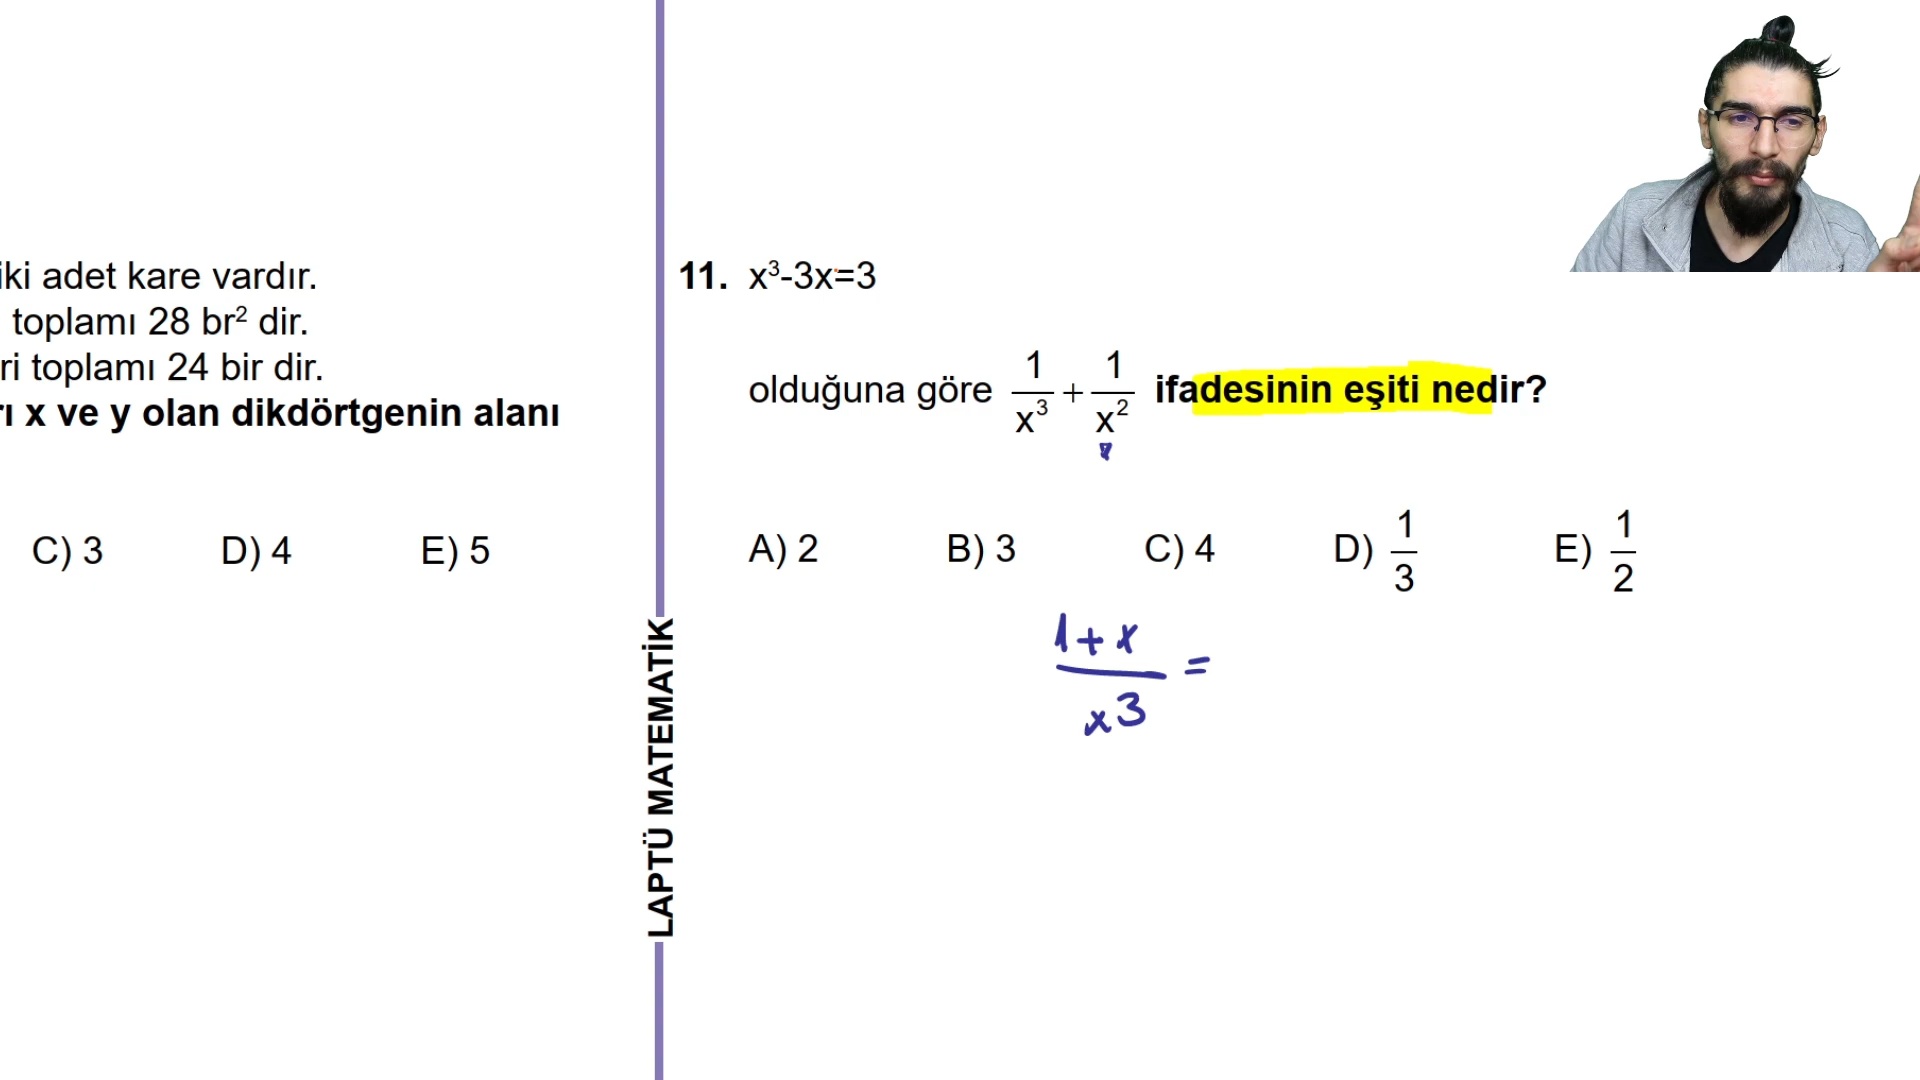 iki adet kare vardır.
toplamı 28 br² dir.
ri toplamı 24 bir dir.
rı x ve y olan dikdörtgenin alanı
C) 3 D) 4 E) 5
LAPTÜ MATEMATİK
11. x³-3x=3
olduğuna göre 1/x³ + 1/x² ifadesinin eşiti nedir?
x
A) 2 B) 3 C) 4 D) 1/3 E) 1/2
1+x
x3 =